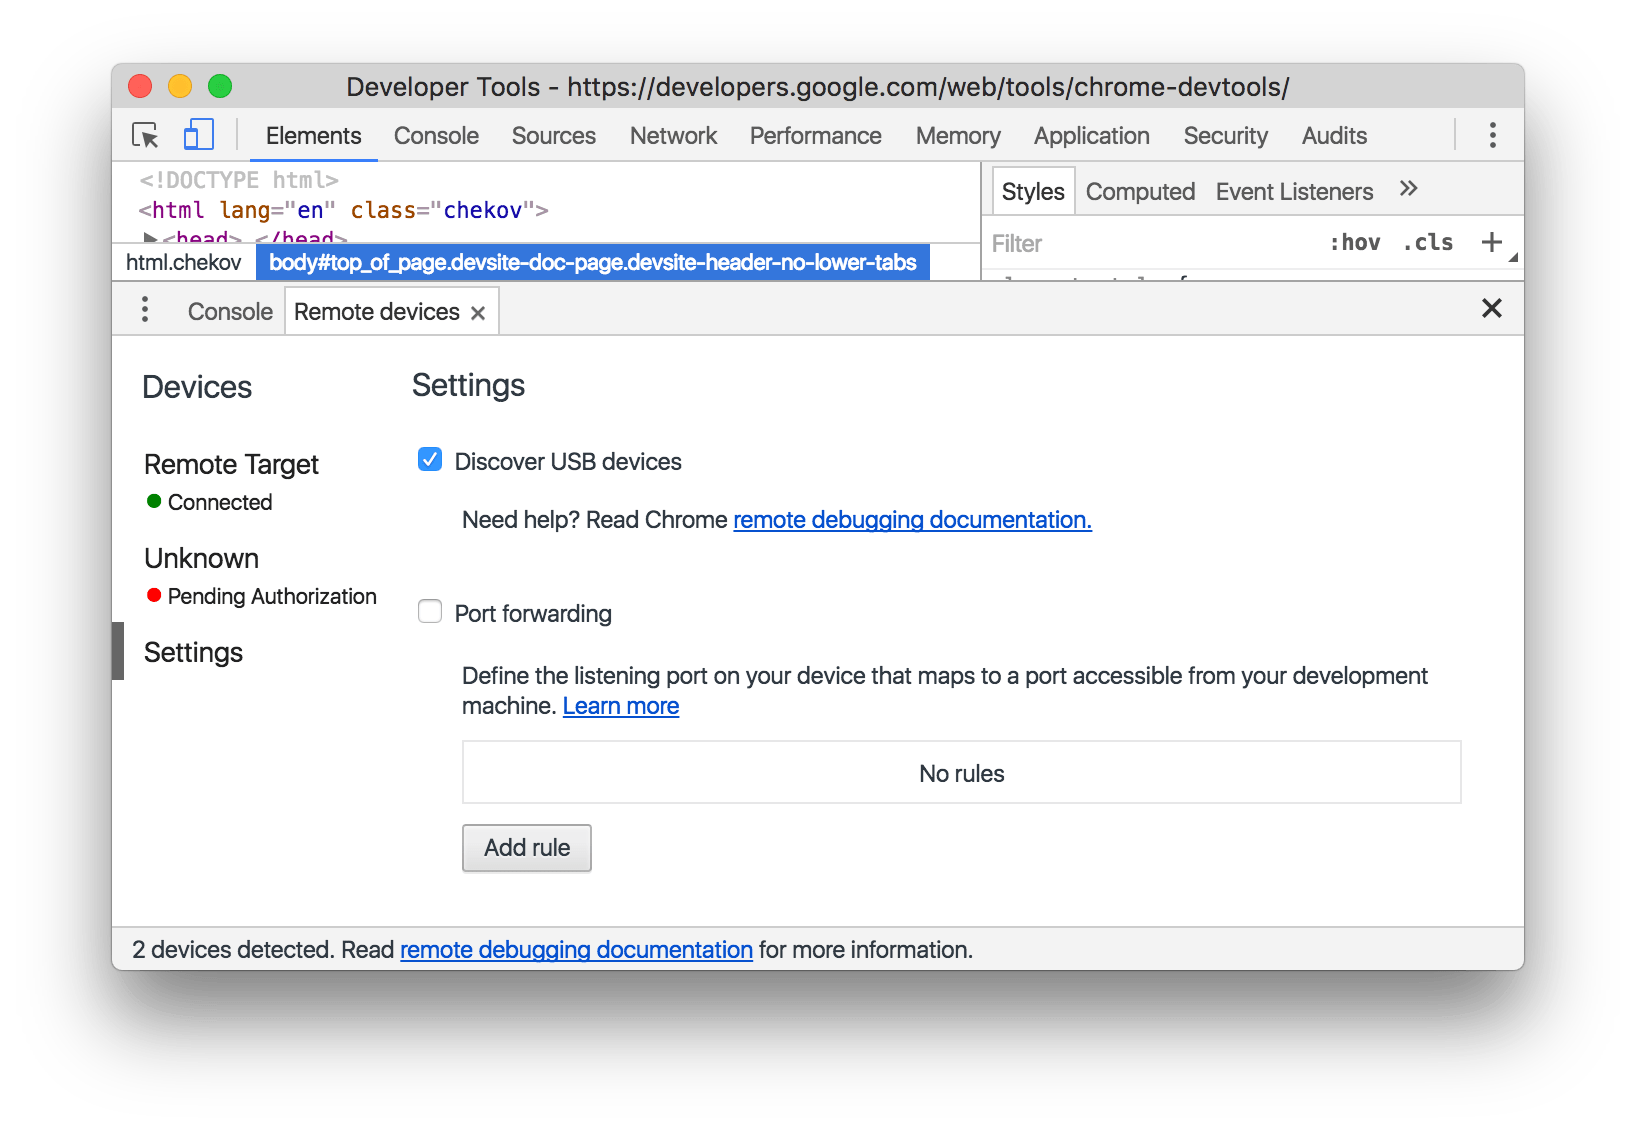 Developer Tools - https://developers.google.com/web/tools/chrome-devtools/
Elements Console Sources Network Performance Memory Application Security Audits
<!DOCTYPE html>
<html lang="en" class="chekov">
<head> </head>
html.chekov body#top_of_page.devsite-doc-page.devsite-header-no-lower-tabs
Styles Computed Event Listeners »
Filter :hov .cls +
Console Remote devices ×
Devices
Remote Target
Connected
Unknown
Pending Authorization
Settings
Settings
Discover USB devices
Need help? Read Chrome remote debugging documentation.
Port forwarding
Define the listening port on your device that maps to a port accessible from your development
machine. Learn more
No rules
Add rule
2 devices detected. Read remote debugging documentation for more information.